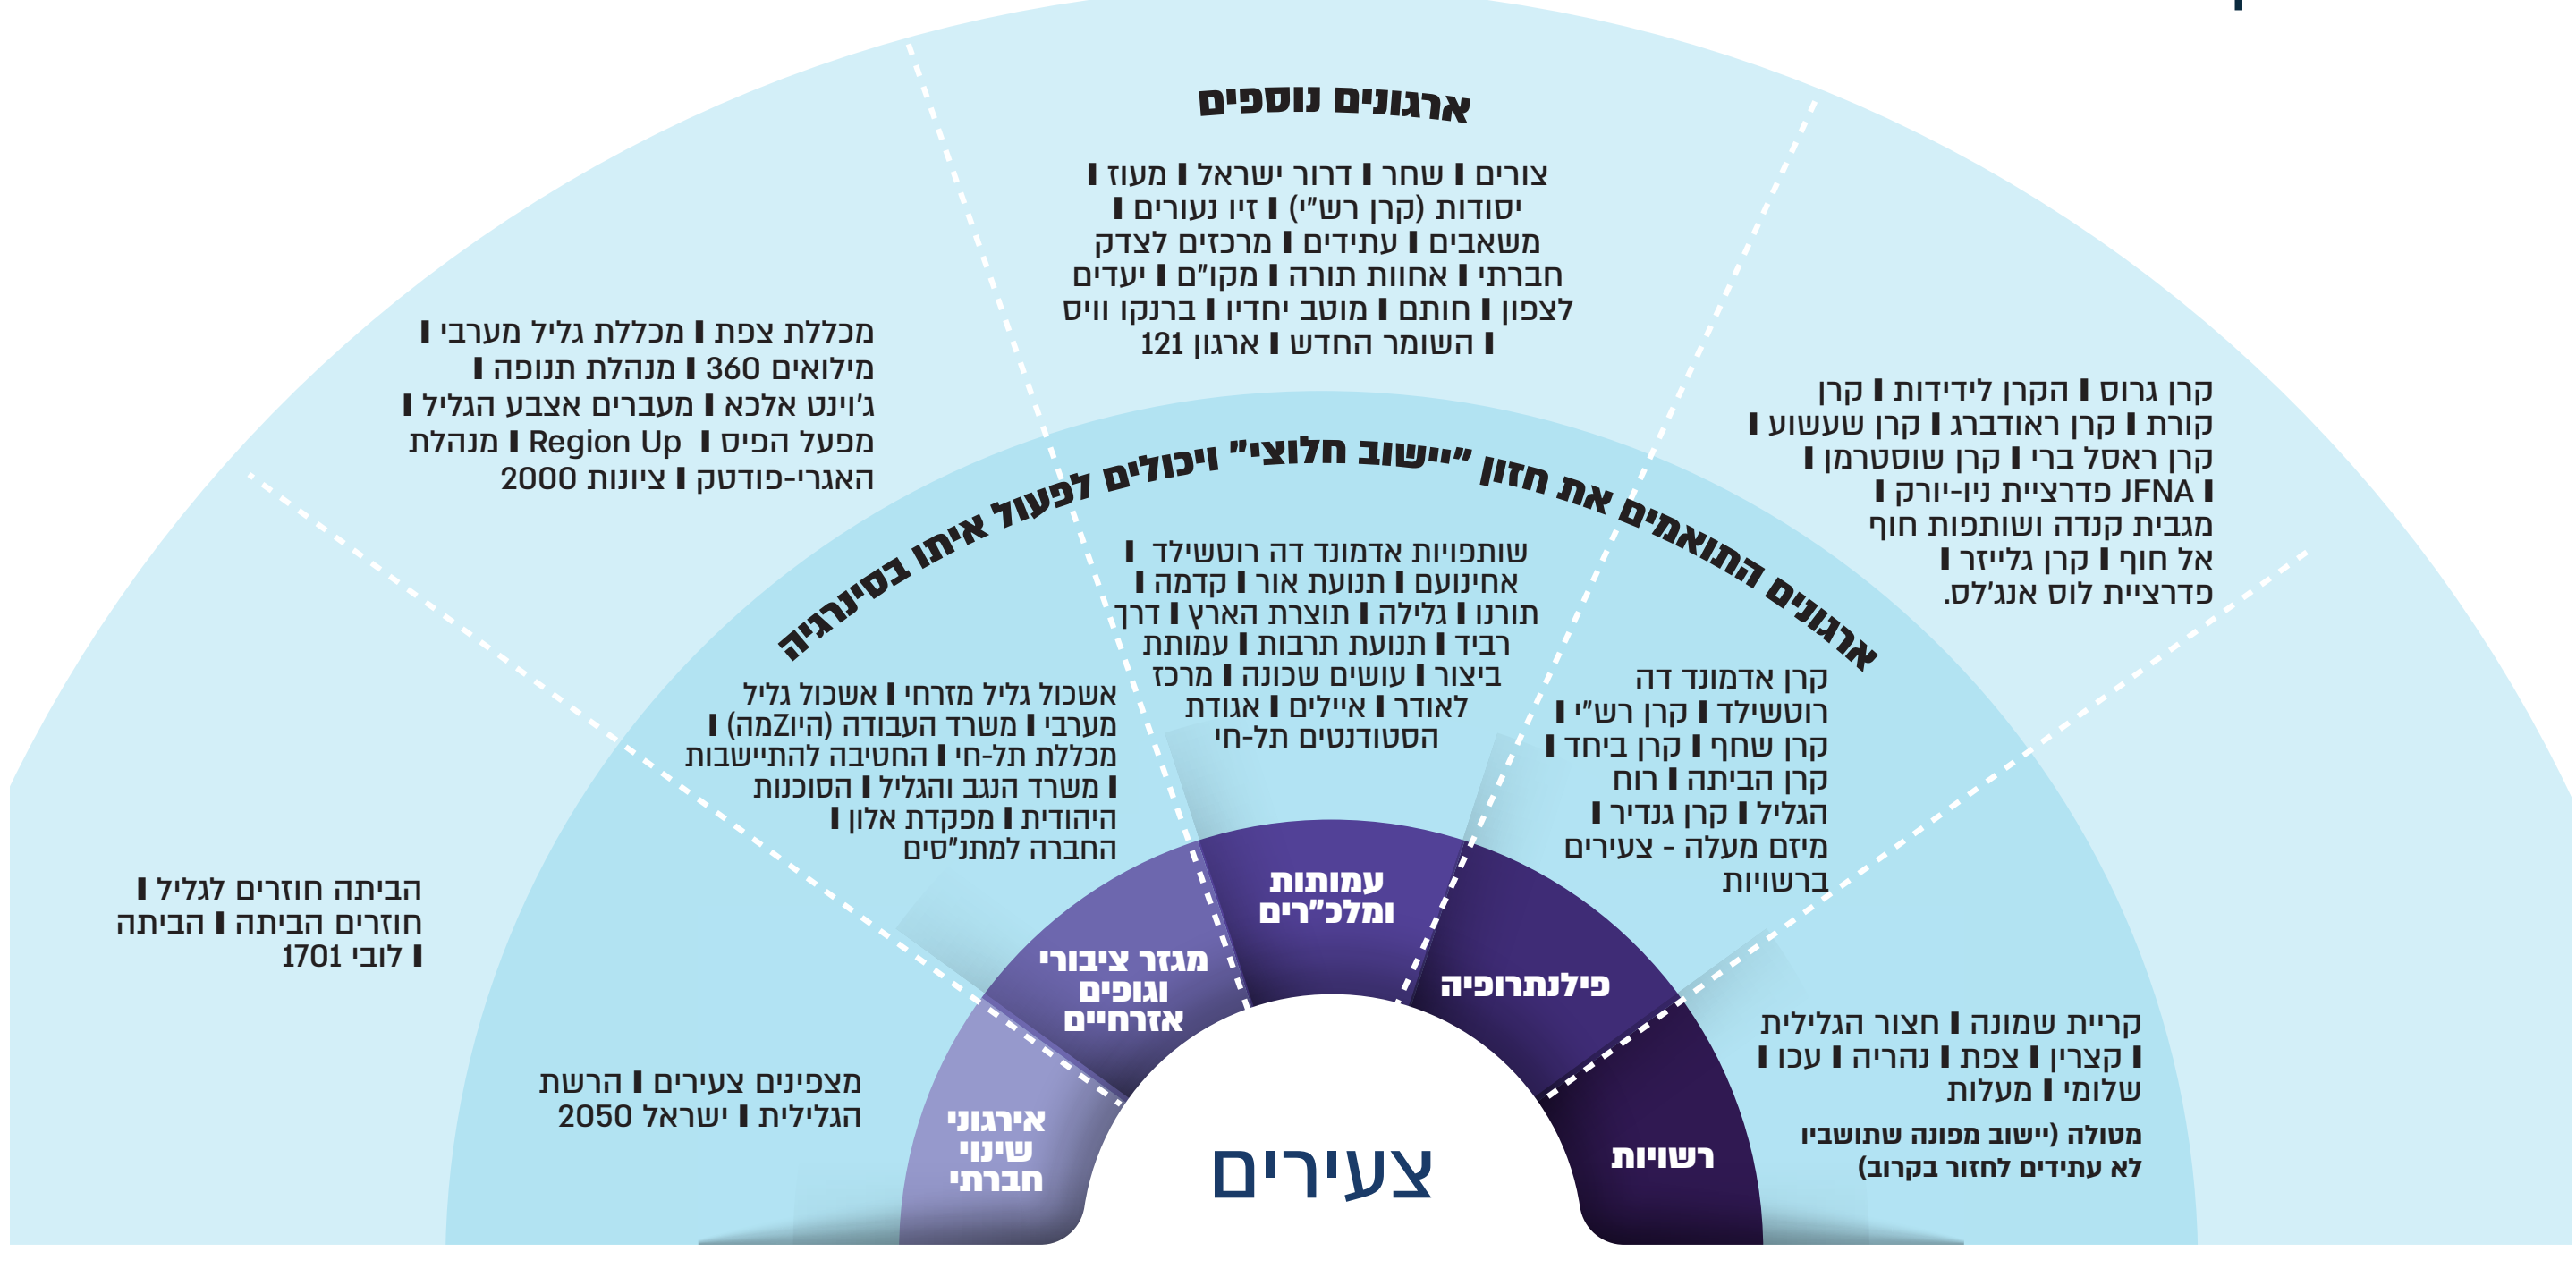 ארגונים נוספים
צורים I שחר I דרור ישראל I מעוז I
יסודות (קרן רש"י) I זיו נעורים I
משאבים I עתידים I מרכזים לצדק
חברתי I אחוות תורה I מקו"ם I יעדים
לצפון I חותם I מוטב יחדיו I ברנקו וויס
I השומר החדש I ארגון 121
קרן גרוס I הקרן לידידות I קרן
קורת I קרן ראודברג I קרן שעשוע I
קרן ראסל ברי I קרן שוסטרמן I
I JFNA פדרציית ניו-יורק I
מגבית קנדה ושותפות חוף
אל חוף I קרן גלייזר I
פדרציית לוס אנג'לס.
מכללת צפת I מכללת גליל מערבי I
מילואים 360 I מנהלת תנופה I
ג'וינט אלכא I מעברים אצבע הגליל I
מפעל הפיס I Region Up I מנהלת
האגרי-פודטק I ציונות 2000
הביתה חוזרים לגליל I
חוזרים הביתה I הביתה
I לובי 1701
ארגונים התואמים את חזון "יישוב חלוצי" ויכולים לפעול איתו בסינרגיה
קרן אדמונד דה
רוטשילד I קרן רש"י I
קרן שחף I קרן ביחד I
קרן הביתה I רוח
הגליל I קרן גנדיר I
מיזם מעלה - צעירים
ברשויות
שותפויות אדמונד דה רוטשילד I
אחינועם I תנועת אור I קדמה I
תורנו I גלילה I תוצרת הארץ I דרך
רביד I תנועת תרבות I עמותת
ביצור I עושים שכונה I מרכז
לאודר I איילים I אגודת
הסטודנטים תל-חי
אשכול גליל מזרחי I אשכול גליל
מערבי I משרד העבודה (היוZמה) I
מכללת תל-חי I החטיבה להתיישבות
I משרד הנגב והגליל I הסוכנות
היהודית I מפקדת אלון I
החברה למתנ"סים
קריית שמונה I חצור הגלילית
I קצרין I צפת I נהריה I עכו I
שלומי I מעלות
מטולה (יישוב מפונה שתושביו
לא עתידים לחזור בקרוב)
מצפינים צעירים I הרשת
הגלילית I ישראל 2050
רשויות
פילנתרופיה
עמותות
ומלכ"רים
מגזר ציבורי
וגופים
אזרחיים
אירגוני
שינוי
חברתי
צעירים